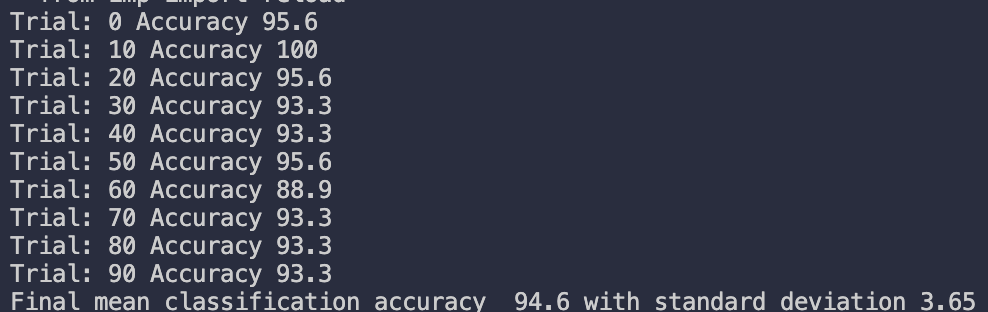 from imp import reload
Trial: 0 Accuracy 95.6
Trial: 10 Accuracy 100
Trial: 20 Accuracy 95.6
Trial: 30 Accuracy 93.3
Trial: 40 Accuracy 93.3
Trial: 50 Accuracy 95.6
Trial: 60 Accuracy 88.9
Trial: 70 Accuracy 93.3
Trial: 80 Accuracy 93.3
Trial: 90 Accuracy 93.3
Final mean classification accuracy  94.6 with standard deviation 3.65